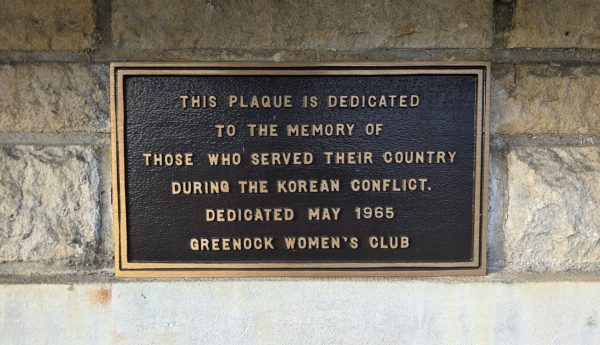 THIS PLAQUE IS DEDICATED
TO THE MEMORY OF
THOSE WHO SERVED THEIR COUNTRY
DURING THE KOREAN CONFLICT.
DEDICATED MAY 1965
GREENOCK WOMEN'S CLUB